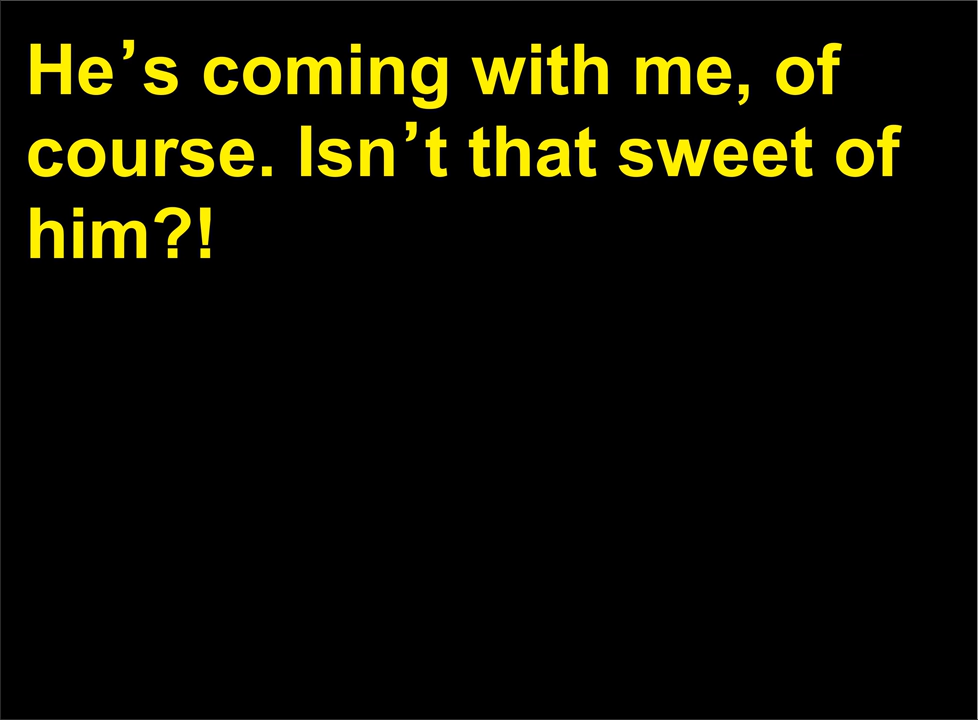 He’s coming with me, of
course. Isn’t that sweet of
him?!